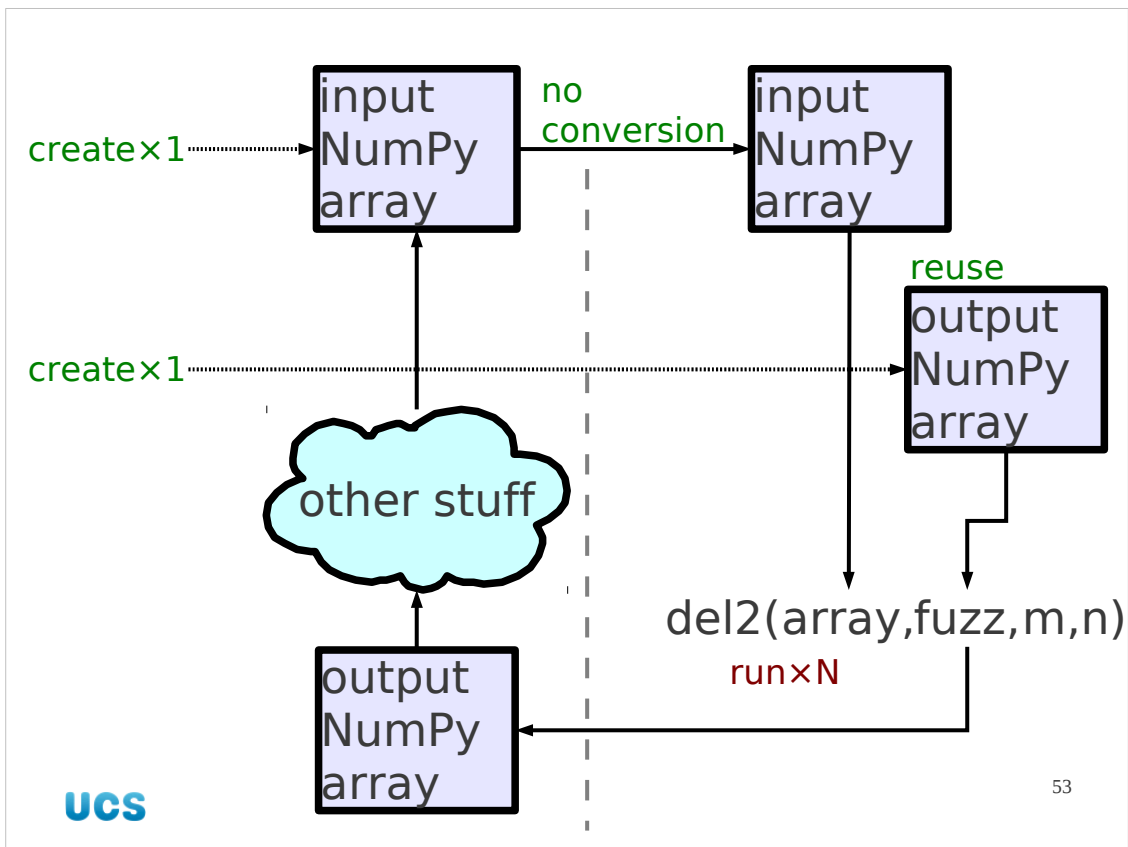 input
NumPy
array
no
conversion
input
NumPy
array
create×1
reuse
output
NumPy
array
create×1
other stuff
del2(array,fuzz,m,n)
run×N
output
NumPy
array
UCS
53